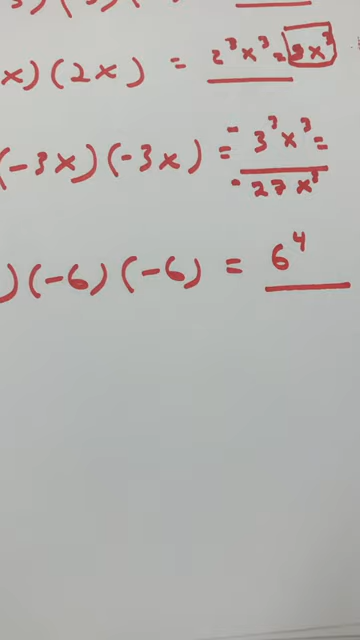 x)(2x) = 2³x³ = 8x³
(-3x)(-3x) = -3³x³ =
-27x³
)(-6)(-6) = 6⁴